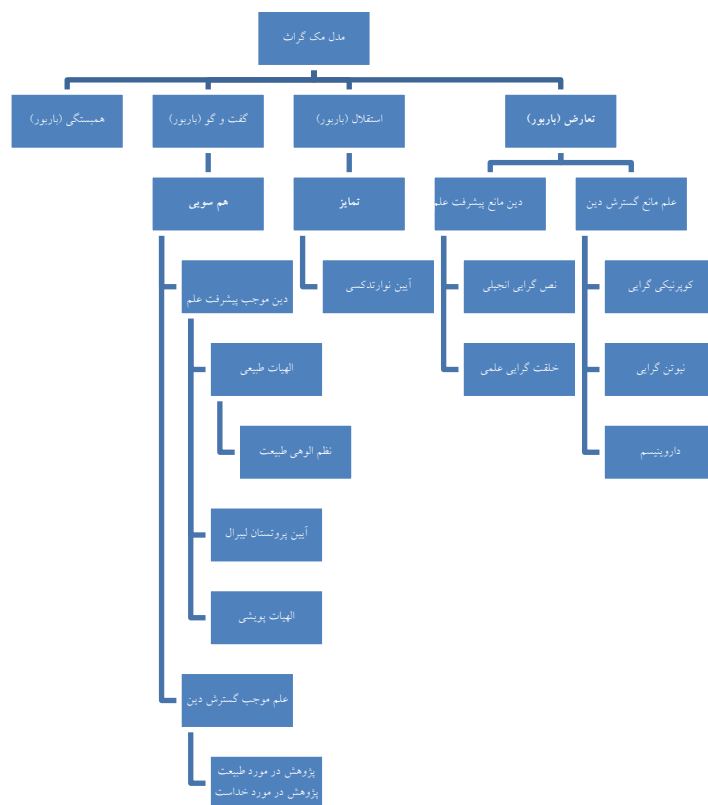 مدل مک گراث
تعارض (باربور)
استقلال (باربور)
گفت و گو (باربور)
همبستگی (باربور)
علم مانع گسترش دین
دین مانع پیشرفت علم
تمایز
هم سویی
کوپرنیکی گرایی
نص گرایی انجیلی
آیین نوارتدکسی
دین موجب پیشرفت علم
نیوتن گرایی
خلقت گرایی علمی
الهیات طبیعی
داروینیسم
نظم الوهی طبیعت
آیین پروتستان لیبرال
الهیات پویشی
علم موجب گسترش دین
پژوهش در مورد طبیعت
پژوهش در مورد خداست